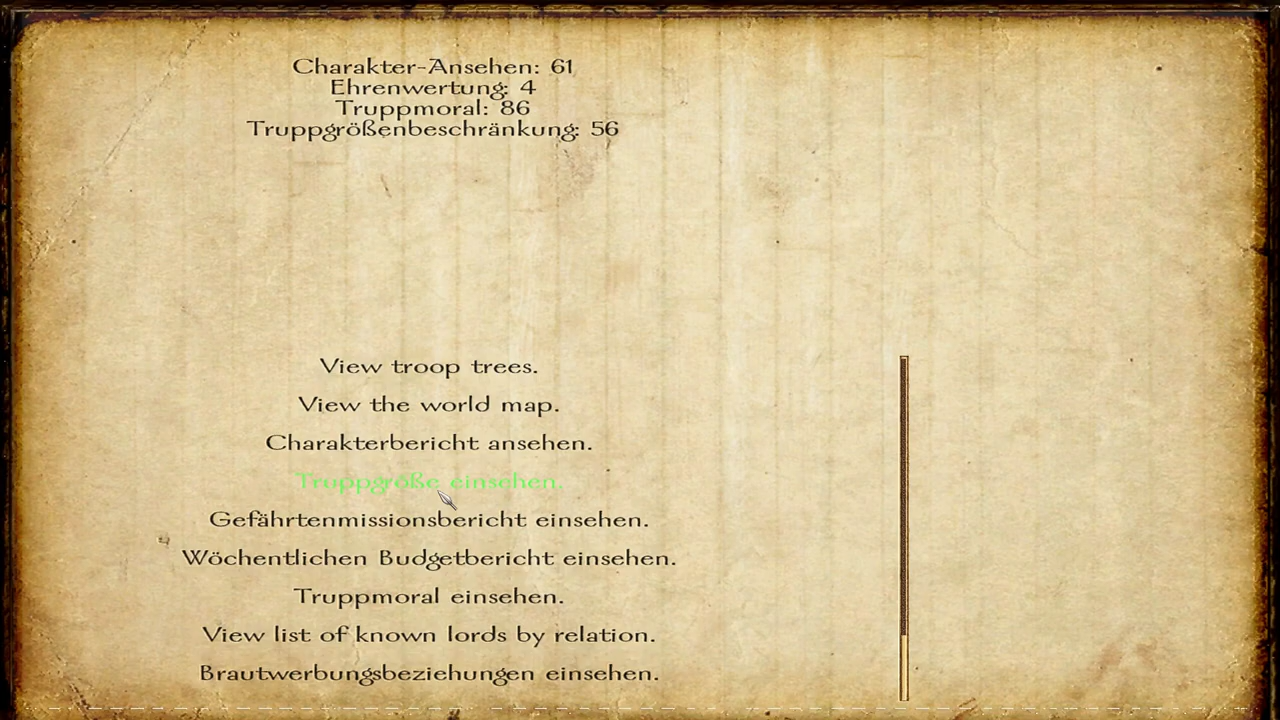 Charakter-Ansehen: 61
Ehrenwertung: 4
Truppmoral: 86
Truppgrößenbeschränkung: 56
View troop trees.
View the world map.
Charakterbericht ansehen.
Truppgröße einsehen.
Gefährtenmissionsbericht einsehen.
Wöchentlichen Budgetbericht einsehen.
Truppmoral einsehen.
View list of known lords by relation.
Brautwerbungsbeziehungen einsehen.